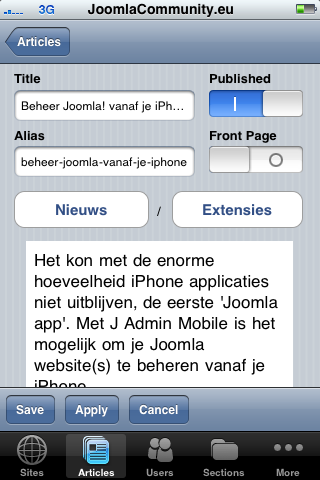 3G JoomlaCommunity.eu
Articles
Title Published
Beheer Joomla! vanaf je iPh...
Alias Front Page
beheer-joomla-vanaf-je-iphone
Nieuws / Extensies
Het kon met de enorme
hoeveelheid iPhone applicaties
niet uitblijven, de eerste 'Joomla
app'. Met J Admin Mobile is het
mogelijk om je Joomla
website(s) te beheren vanaf je
iPhone
Save Apply Cancel
Sites Articles Users Sections More